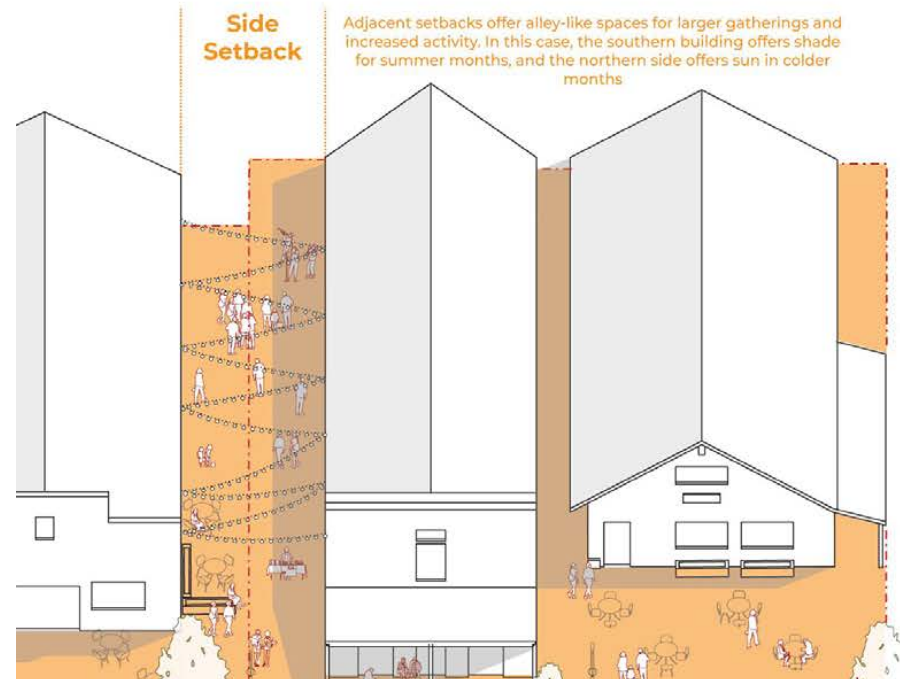 Side
Setback
Adjacent setbacks offer alley-like spaces for larger gatherings and
increased activity. In this case, the southern building offers shade
for summer months, and the northern side offers sun in colder
months